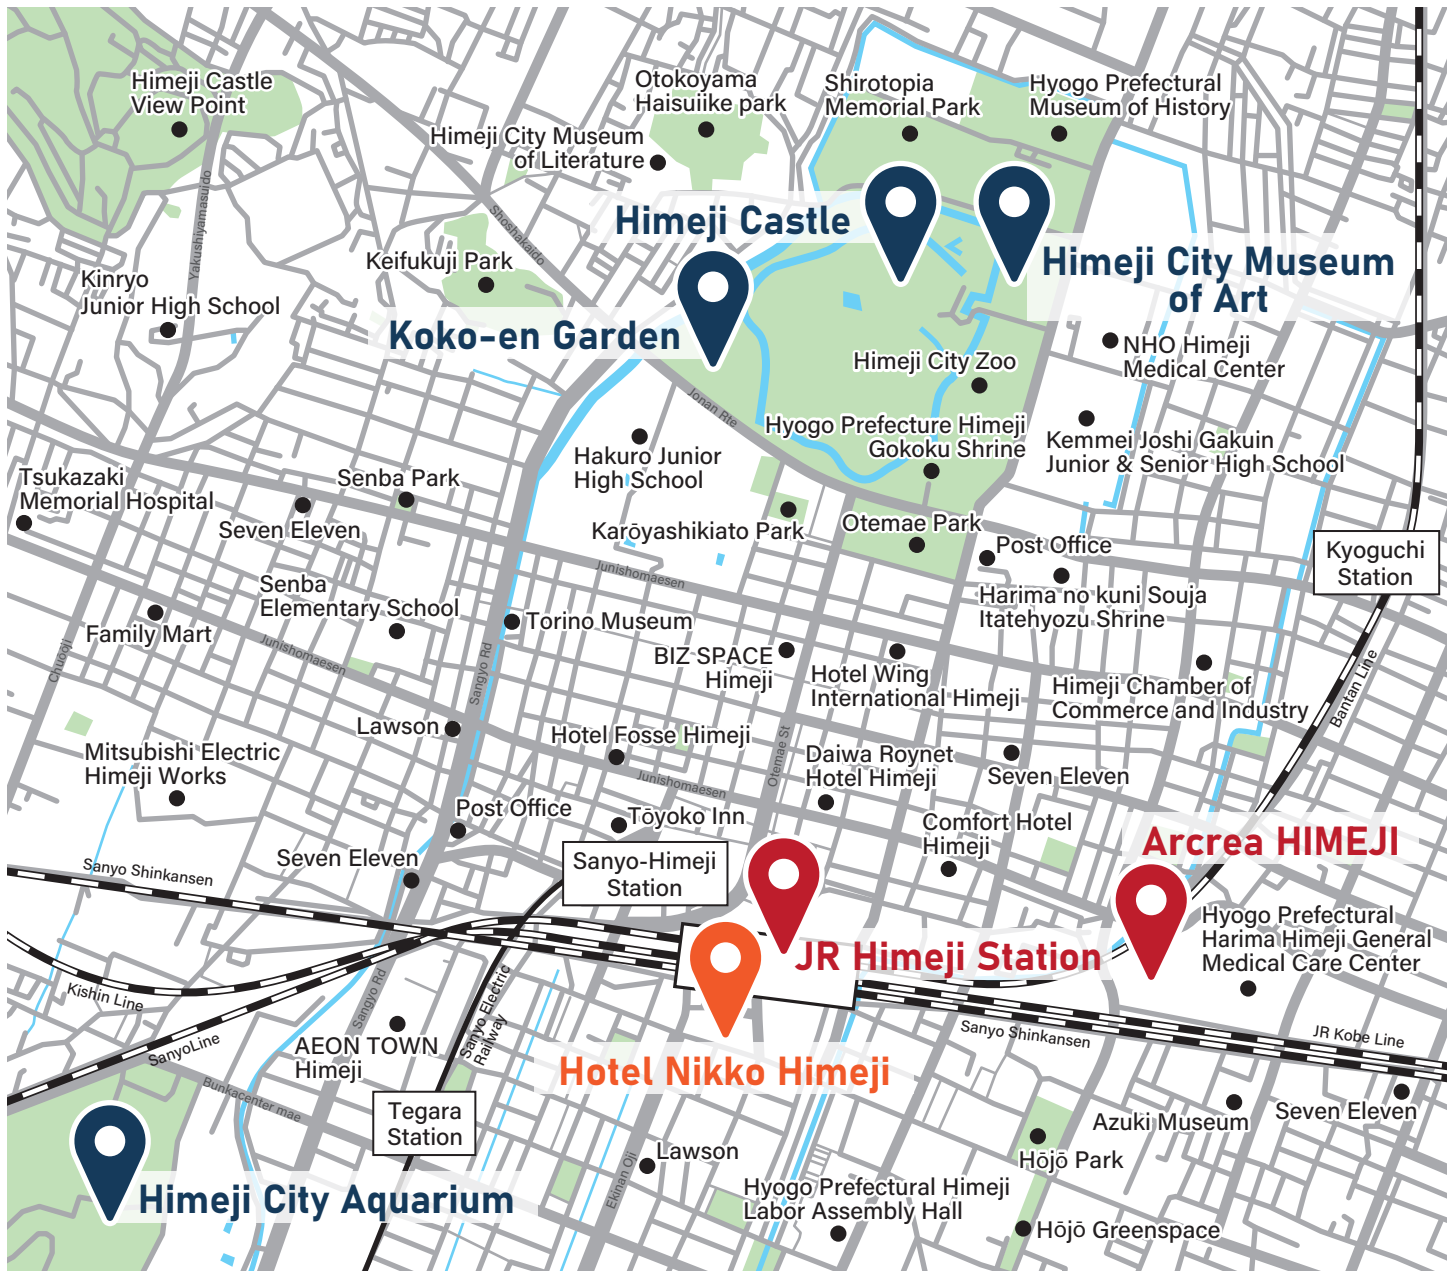 Himeji Castle
View Point
Otokoyama
Haisuiike park
Shirotopia
Memorial Park
Hyogo Prefectural
Museum of History
Himeji City Museum
of Literature
Yakushiyamasuido
Shoshakaido
Himeji Castle
Himeji City Museum
of Art
Keifukuji Park
Kinryo
Junior High School
Koko-en Garden
NHO Himeji
Medical Center
Himeji City Zoo
Jonan Rte
Hyogo Prefecture Himeji
Gokoku Shrine
Kemmei Joshi Gakuin
Junior & Senior High School
Hakuro Junior
High School
Tsukazaki
Memorial Hospital
Senba Park
Seven Eleven
Karōyashikiato Park
Otemae Park
Post Office
Kyoguchi
Station
Junishomaesen
Senba
Elementary School
Harima no kuni Souja
Itatehyozu Shrine
Family Mart
Torino Museum
Junishomaesen
Chuoji
Sangyo Rd
BIZ SPACE
Himeji
Hotel Wing
International Himeji
Himeji Chamber of
Commerce and Industry
Bantan Line
Lawson
Hotel Fosse Himeji
Otemae St
Mitsubishi Electric
Himeji Works
Daiwa Roynet
Hotel Himeji
Seven Eleven
Junishomaesen
Post Office
Tōyoko Inn
Comfort Hotel
Himeji
Arcrea HIMEJI
Seven Eleven
Sanyo-Himeji
Station
Sanyo Shinkansen
Hyogo Prefectural
Harima Himeji General
Medical Care Center
JR Himeji Station
Kishin Line
Sangyo Rd
Sanyo Electric
Railway
Sanyo Shinkansen
JR Kobe Line
SanyoLine
AEON TOWN
Himeji
Hotel Nikko Himeji
Bunkacenter mae
Tegara
Station
Azuki Museum
Seven Eleven
Lawson
Hōjō Park
Ekinan Oji
Himeji City Aquarium
Hyogo Prefectural Himeji
Labor Assembly Hall
Hōjō Greenspace